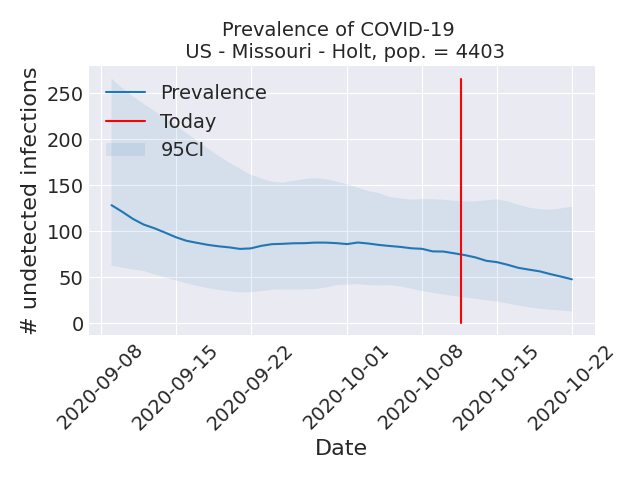 Prevalence of COVID-19
US - Missouri - Holt, pop. = 4403
# undetected infections
250
200
150
100
50
0
Prevalence
Today
95CI
2020-09-08
2020-09-15
2020-09-22
2020-10-01
2020-10-08
2020-10-15
2020-10-22
Date